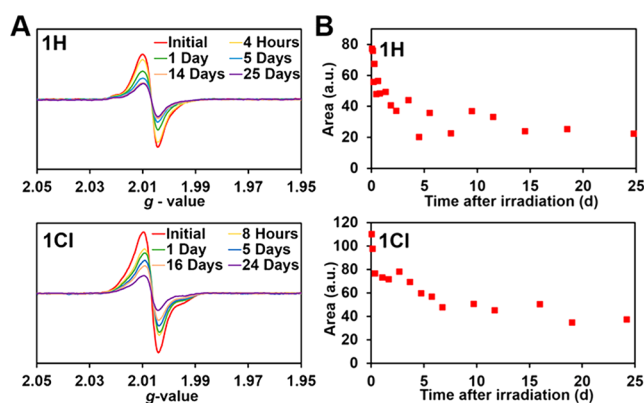 A
1H
Initial 4 Hours
1 Day 5 Days
14 Days 25 Days
2.05 2.03 2.01 1.99 1.97 1.95
g - value
1Cl
Initial 8 Hours
1 Day 5 Days
16 Days 24 Days
2.05 2.03 2.01 1.99 1.97 1.95
g-value
B
1H
Area (a.u.)
80
60
40
20
0
0 5 10 15 20 25
Time after irradiation (d)
1Cl
Area (a.u.)
120
100
80
60
40
20
0
0 5 10 15 20 25
Time after irradiation (d)